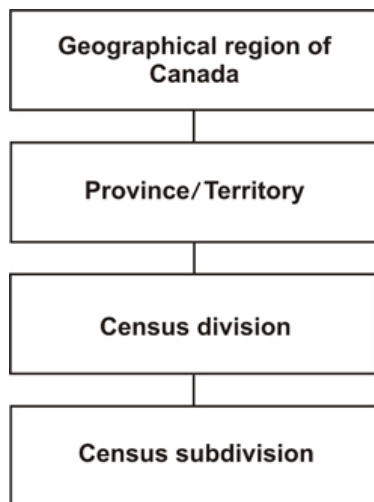 Geographical region of
Canada
Province/Territory
Census division
Census subdivision